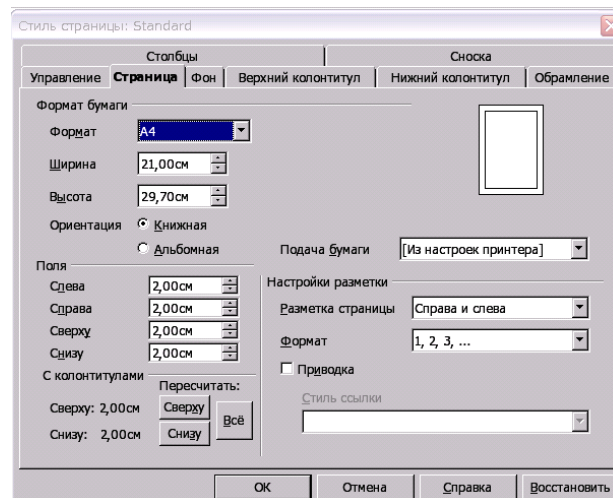 Стиль страницы: Standard
Столбцы Сноска
Управление Страница Фон Верхний колонтитул Нижний колонтитул Обрамление
Формат бумаги
Формат A4
Ширина 21,00см
Высота 29,70см
Ориентация Книжная
Альбомная Подача бумаги [Из настроек принтера]
Поля Настройки разметки
Слева 2,00см
Справа 2,00см Разметка страницы Справа и слева
Сверху 2,00см
Снизу 2,00см Формат 1, 2, 3, ...
С колонтитулами Приводка
Пересчитать:
Сверху: 2,00см Сверху Всё Стиль ссылки
Снизу: 2,00см Снизу
ОК Отмена Справка Восстановить